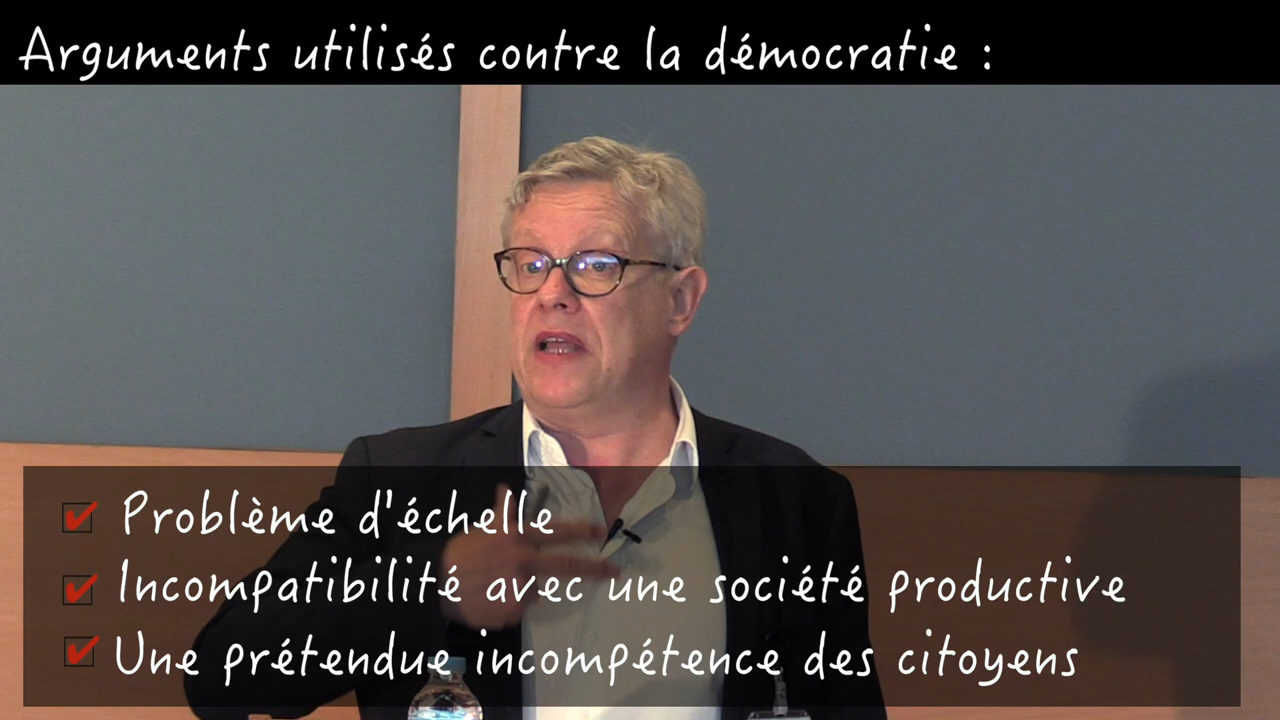 Arguments utilisés contre la démocratie :
Problème d'échelle
Incompatibilité avec une société productive
Une prétendue incompétence des citoyens